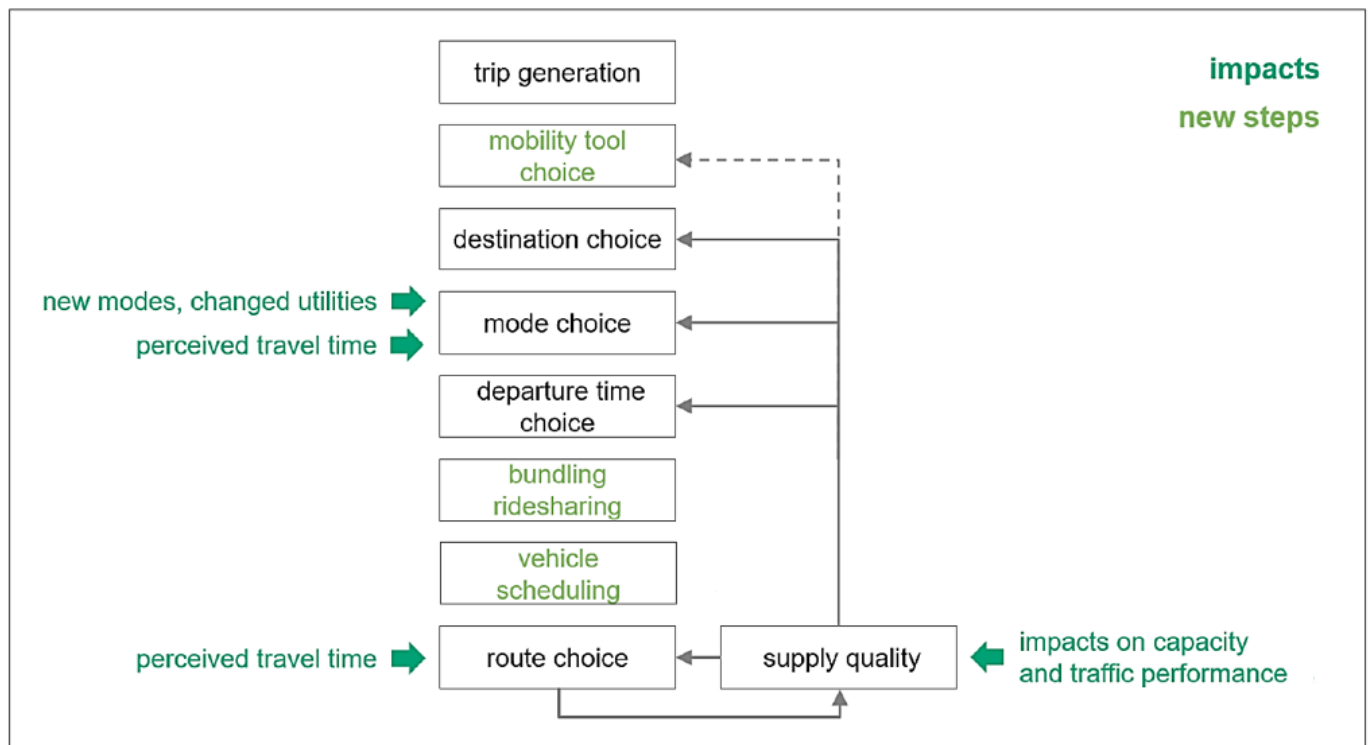 trip generation
impacts
new steps
mobility tool
choice
destination choice
new modes, changed utilities
mode choice
perceived travel time
departure time
choice
bundling
ridesharing
vehicle
scheduling
perceived travel time
route choice
supply quality
impacts on capacity
and traffic performance